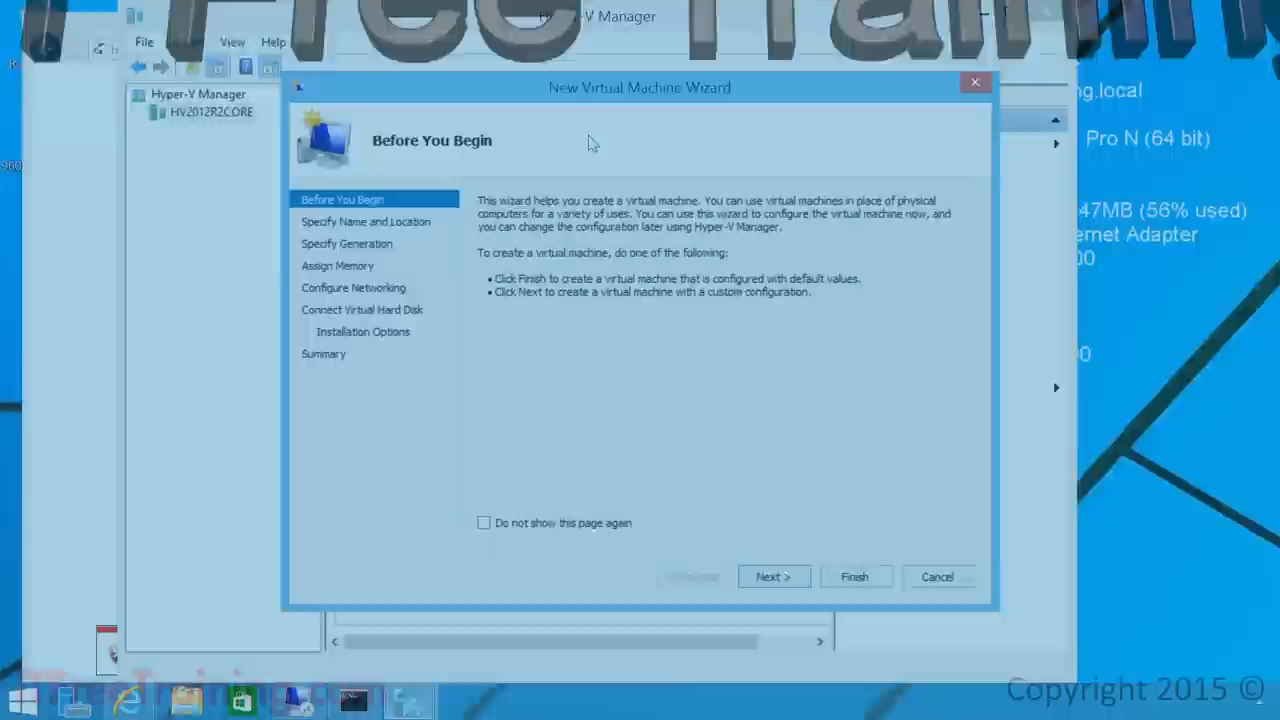 Free Training
V Manager
File
View
Help
Hyper-V Manager
HV2012R2CORE
New Virtual Machine Wizard
Before You Begin
Before You Begin
Specify Name and Location
Specify Generation
Assign Memory
Configure Networking
Connect Virtual Hard Disk
Installation Options
Summary
This wizard helps you create a virtual machine. You can use virtual machines in place of physical
computers for a variety of uses. You can use this wizard to configure the virtual machine now, and
you can change the configuration later using Hyper-V Manager.
To create a virtual machine, do one of the following:
• Click Finish to create a virtual machine that is configured with default values.
• Click Next to create a virtual machine with a custom configuration.
Do not show this page again
Next >
Finish
Cancel
ng.local
Pro N (64 bit)
47MB (56% used)
ernet Adapter
00
00
ITFreeTraining.com
Copyright 2015 ©